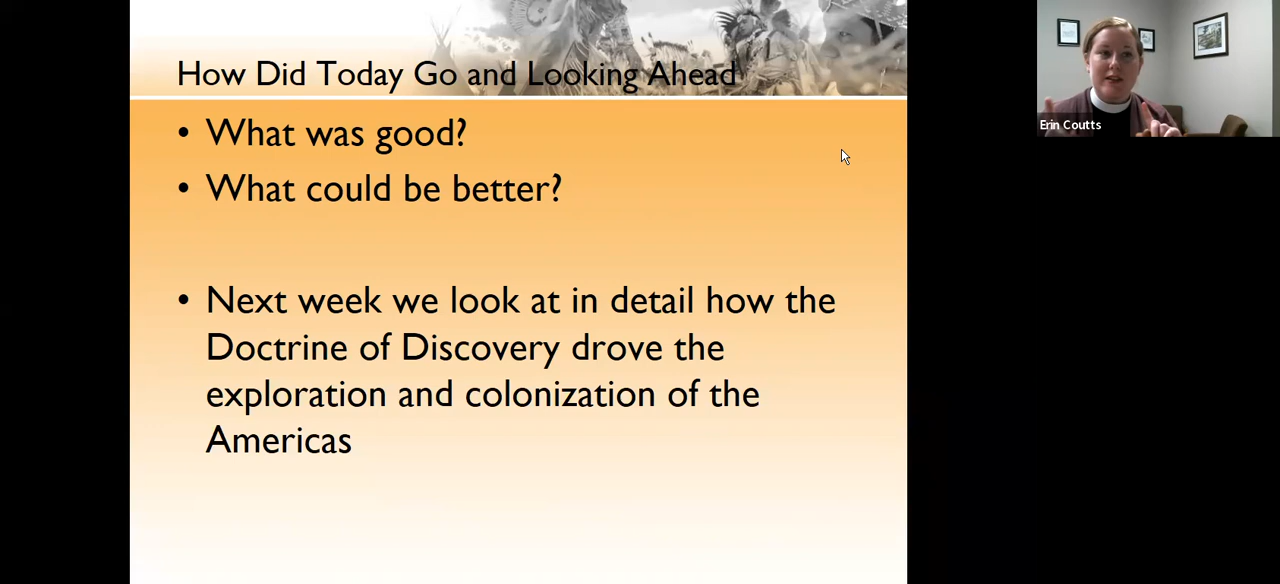 How Did Today Go and Looking Ahead
• What was good?
• What could be better?
• Next week we look at in detail how the
Doctrine of Discovery drove the
exploration and colonization of the
Americas
Erin Coutts